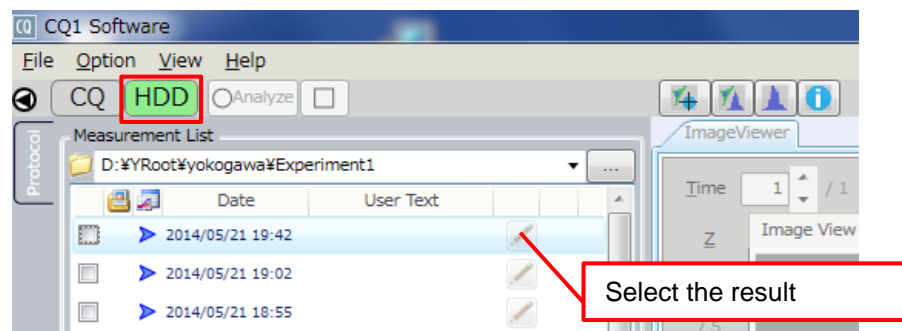 CQ CQ1 Software
File Option View Help
CQ HDD Analyze
Protocol
Measurement List
D:¥YRoot¥yokogawa¥Experiment1 ...
Date User Text
2014/05/21 19:42
2014/05/21 19:02
2014/05/21 18:55
ImageViewer
Time 1 / 1
Z Image View
Select the result
/ 5